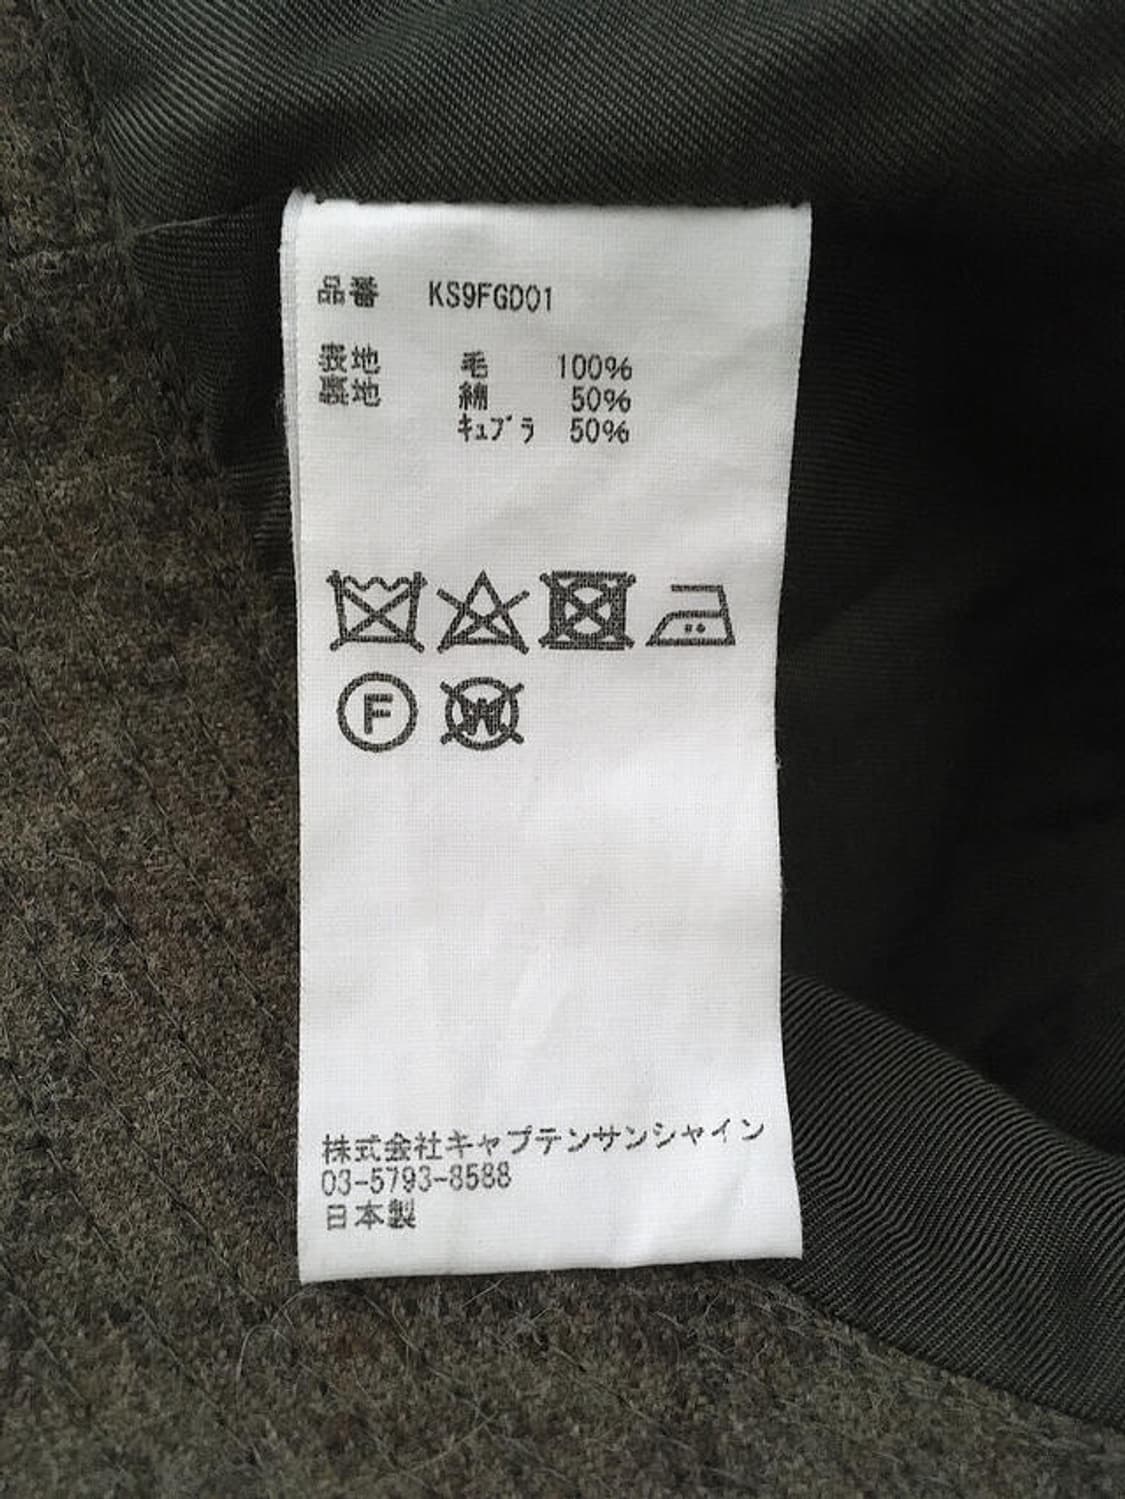 品番 KS9FGD01
表地 毛 100%
裏地 綿 50%
ｷｭﾌﾟﾗ 50%
F W
株式会社キャプテンサンシャイン
03-5793-8588
日本製